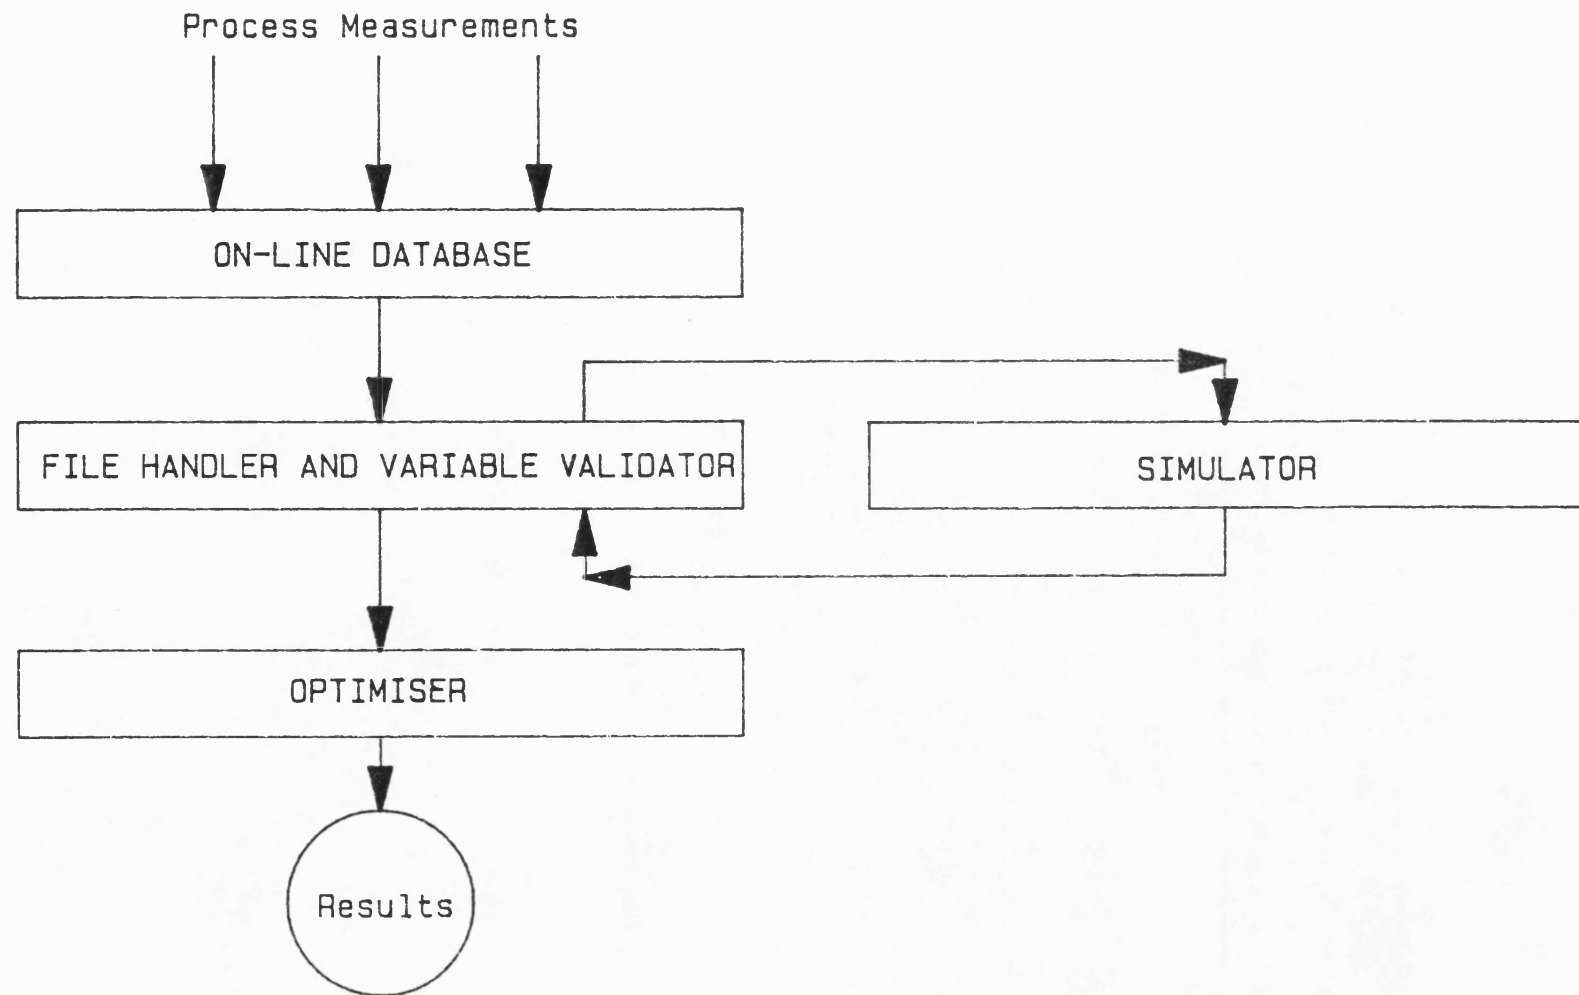 Process Measurements
ON-LINE DATABASE
FILE HANDLER AND VARIABLE VALIDATOR
SIMULATOR
OPTIMISER
Results